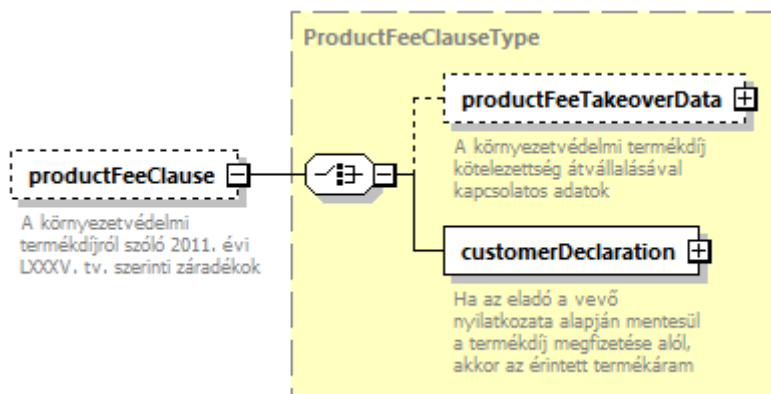 ProductFeeClauseType
productFeeTakeoverData
A környezetvédelmi termékdíj
kötelezettség átvállalásával
kapcsolatos adatok
productFeeClause
A környezetvédelmi
termékdíjról szóló 2011. évi
LXXXV. tv. szerinti záradékok
customerDeclaration
Ha az eladó a vevő
nyilatkozata alapján mentesül
a termékdíj megfizetése alól,
akkor az érintett termékáram